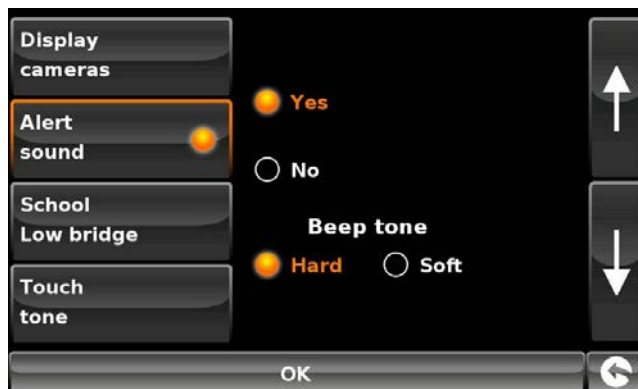 Display
cameras
Alert
sound
School
Low bridge
Touch
tone
Yes
No
Beep tone
Hard Soft
OK